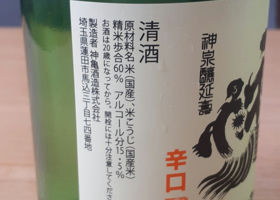 清酒
原材料名 米(国産)、米こうじ(国産米)
精米歩合60% アルコール分15.5%
お酒は20歳になってから。開栓には十分注意してくださ
製造者 神亀酒造株式会社
埼玉県蓮田市馬込三丁目七四番地
神泉醸延喜
辛口